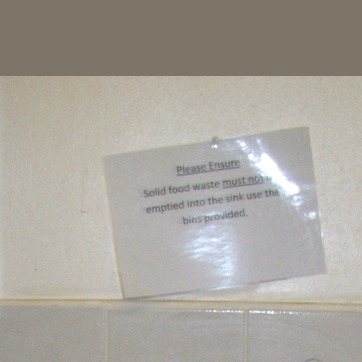 Please Ensure
Solid food waste must not
emptied into the sink use the
bins provided.